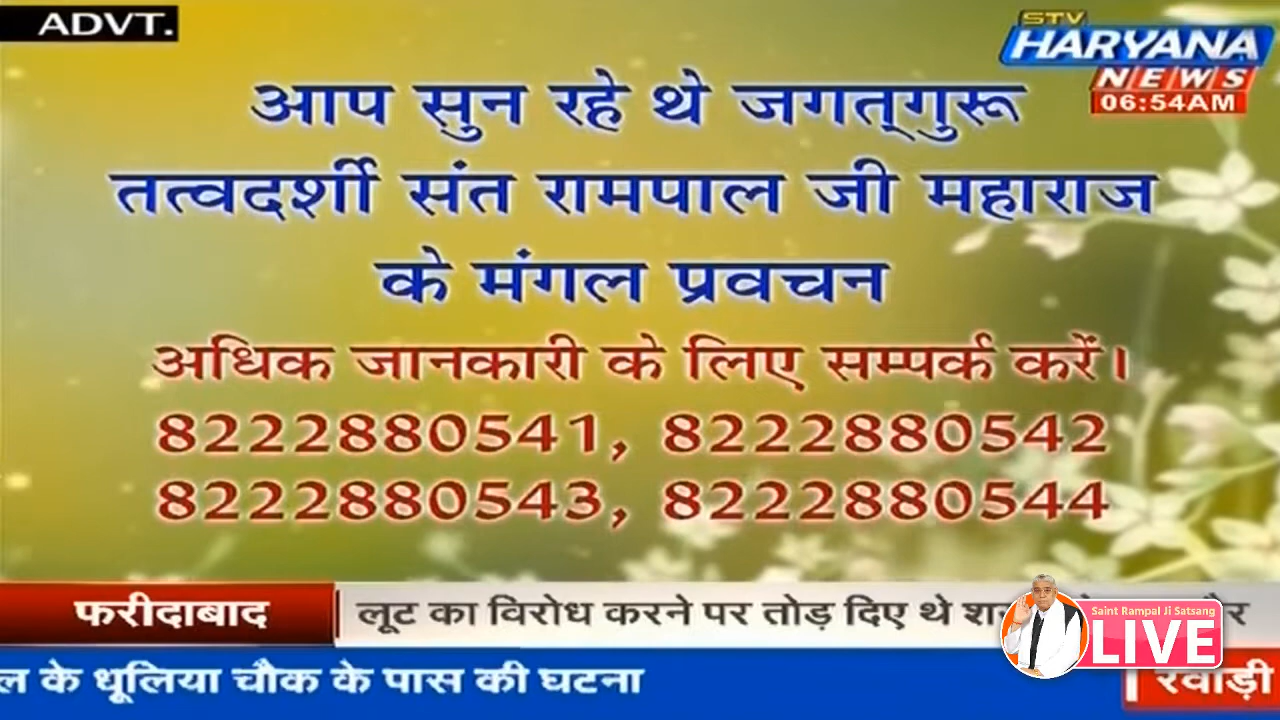 ADVT.
STV
HARYANA
NEWS
06:54AM
आप सुन रहे थे जगत्गुरू
तत्वदर्शी संत रामपाल जी महाराज
के मंगल प्रवचन
अधिक जानकारी के लिए सम्पर्क करें।
8222880541, 8222880542
8222880543, 8222880544
फरीदाबाद
लूट का विरोध करने पर तोड़ दिए थे
Saint Rampal Ji Satsang
LIVE
के धूलिया चौक के पास की घटना